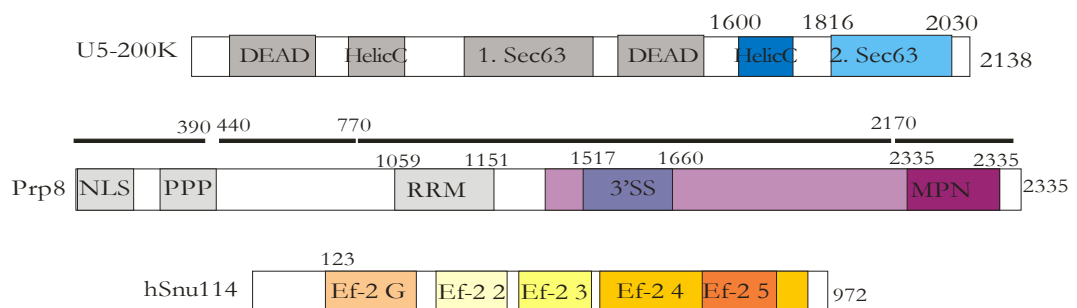 1600 1816 2030
U5-200K DEAD HelicC 1. Sec63 DEAD HelicC 2. Sec63 2138
390 440 770 2170
1059 1151 1517 1660 2335 2335
Prp8 NLS PPP RRM 3'SS MPN 2335
123
hSnu114 Ef-2 G Ef-2 2 Ef-2 3 Ef-2 4 Ef-2 5 972